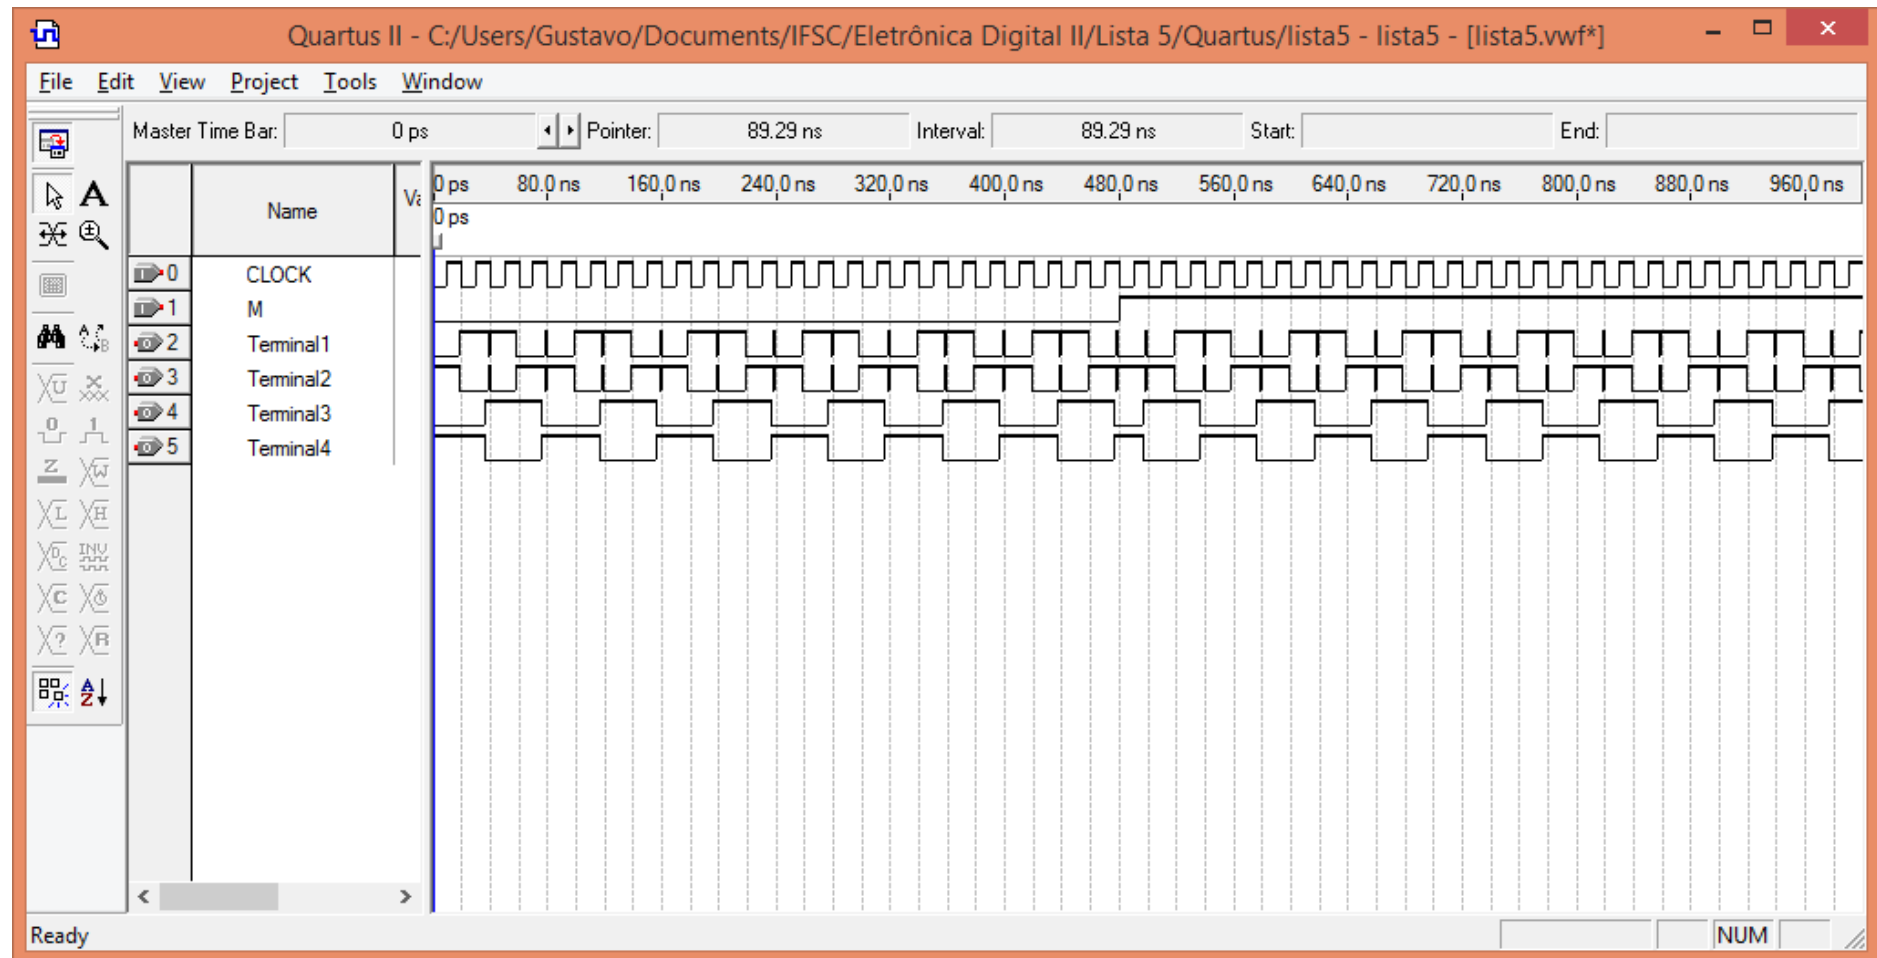 Quartus II - C:/Users/Gustavo/Documents/IFSC/Eletrônica Digital II/Lista 5/Quartus/lista5 - lista5 - [lista5.vwf*]
File Edit View Project Tools Window
Master Time Bar: 0 ps Pointer: 89.29 ns Interval: 89.29 ns Start: End:
Name Va
0 ps 80.0 ns 160.0 ns 240.0 ns 320.0 ns 400.0 ns 480.0 ns 560.0 ns 640.0 ns 720.0 ns 800.0 ns 880.0 ns 960.0 ns
0 ps
0 CLOCK
1 M
2 Terminal1
3 Terminal2
4 Terminal3
5 Terminal4
Ready NUM